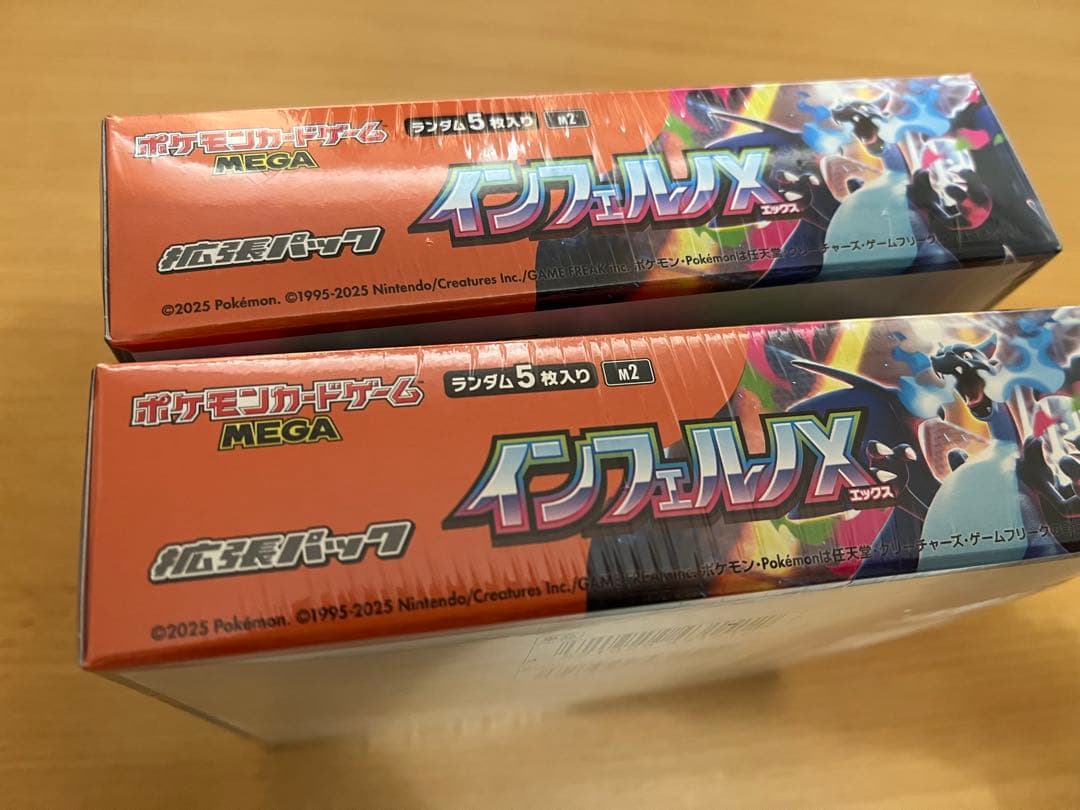 ポケモンカードゲーム
MEGA
ランダム5枚入り M2
インフェルノX
エックス
拡張パック
©2025 Pokémon. ©1995-2025 Nintendo/Creatures Inc./GAME FREAK inc. ポケモン・Pokémonは任天堂・クリーチャーズ・ゲームフリーク
ポケモンカードゲーム
MEGA
ランダム5枚入り M2
インフェルノX
エックス
拡張パック
©2025 Pokémon. ©1995-2025 Nintendo/Creatures Inc./GAME FREAK inc. ポケモン・Pokémonは任天堂・クリーチャーズ・ゲームフリークの